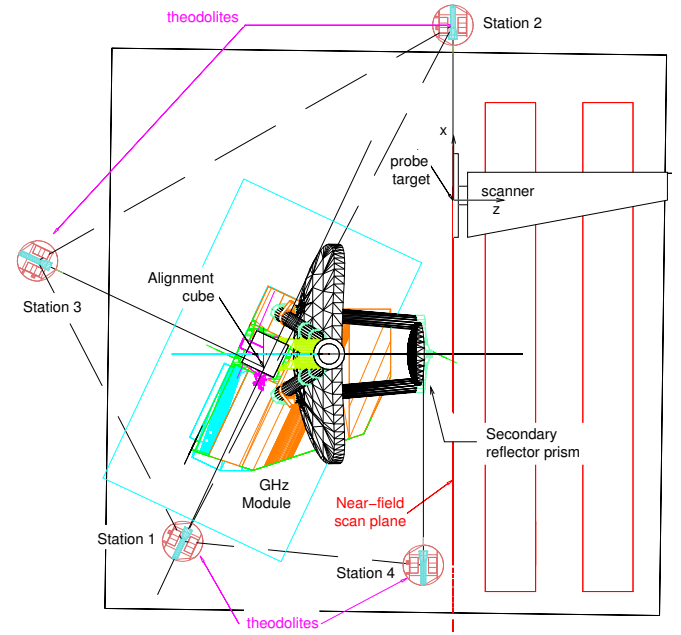 theodolites
Station 2
x
probe
target
scanner
z
Station 3
Alignment
cube
Secondary
reflector prism
GHz
Module
Near−field
scan plane
Station 1
Station 4
theodolites